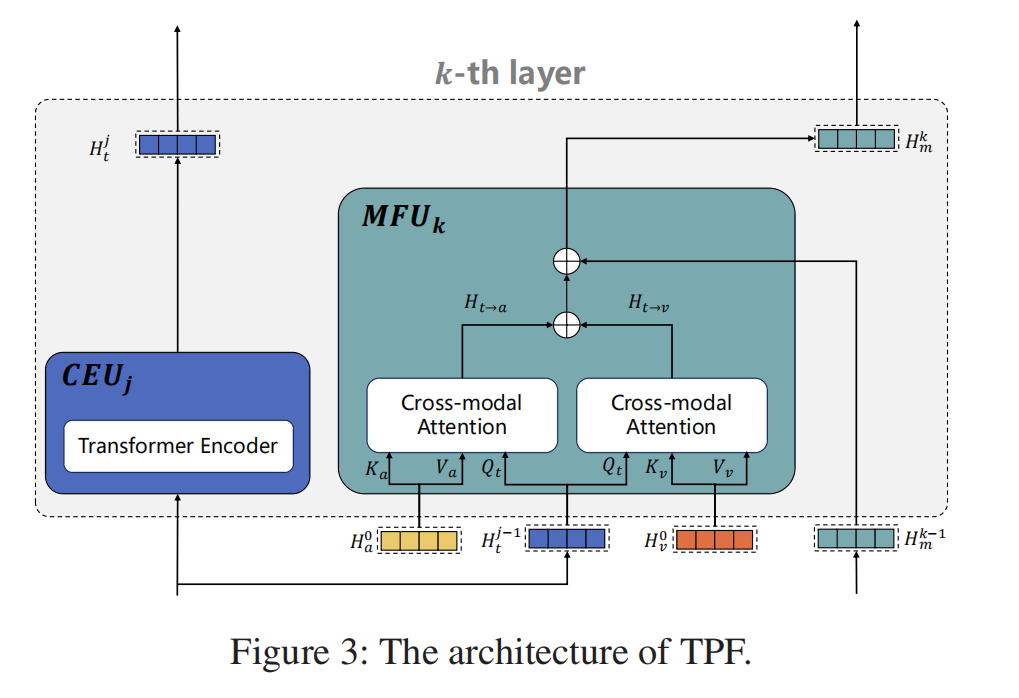 k-th layer
H_t^j
H_m^k
MFU_k
H_{t→a}
H_{t→v}
CEU_j
Transformer Encoder
Cross-modal
Attention
Cross-modal
Attention
K_a
V_a
Q_t
Q_t
K_v
V_v
H_a^0
H_t^{j-1}
H_v^0
H_m^{k-1}
Figure 3: The architecture of TPF.